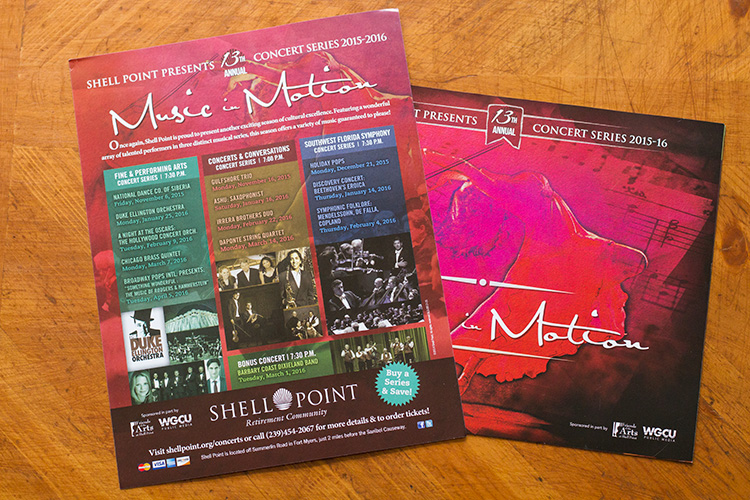 SHELL POINT PRESENTS 13TH ANNUAL CONCERT SERIES 2015-2016
Music in Motion
Once again, Shell Point is proud to present another exciting season of cultural excellence. Featuring a wonderful
array of talented performers in three distinct musical series, this season offers a variety of music guaranteed to please!
FINE & PERFORMING ARTS
CONCERT SERIES | 7:30 P.M.
NATIONAL DANCE CO. OF SIBERIA
Friday, November 6, 2015
DUKE ELLINGTON ORCHESTRA
Monday, January 25, 2016
A NIGHT AT THE OSCARS:
THE HOLLYWOOD CONCERT ORCH.
Tuesday, February 9, 2016
CHICAGO BRASS QUINTET
Monday, March 7, 2016
BROADWAY POPS INTL. PRESENTS
"SOMETHING WONDERFUL:
THE MUSIC OF RODGERS & HAMMERSTEIN"
Tuesday, April 5, 2016
DUKE
ELLINGTON
ORCHESTRA
CONCERTS & CONVERSATIONS
CONCERT SERIES | 7:00 P.M.
GULFSHORE TRIO
Monday, November 16, 2015
ASHU: SAXOPHONIST
Saturday, January 16, 2016
IRRERA BROTHERS DUO
Monday, February 22, 2016
DAPONTE STRING QUARTET
Monday, March 14, 2016
BONUS CONCERT | 7:30 P.M.
BARBARY COAST DIXIELAND BAND
Tuesday, March 1, 2016
SOUTHWEST FLORIDA SYMPHONY
CONCERT SERIES | 7:30 P.M.
HOLIDAY POPS
Monday, December 21, 2015
DISCOVERY CONCERT:
BEETHOVEN'S EROICA
Thursday, January 14, 2016
SYMPHONIC FOLKLORE:
MENDELSSOHN, DE FALLA,
COPLAND
Thursday, February 4, 2016
Buy a
Series
& Save!
Sponsored in part by
Arts
at Shell Point
WGCU
PUBLIC MEDIA
SHELL POINT
Retirement Community
Visit shellpoint.org/concerts or call (239)454-2067 for more details & to order tickets!
Shell Point is located off Summerlin Road in Fort Myers, just 2 miles before the Sanibel Causeway.
VISA
PRESENTS 13TH ANNUAL CONCERT SERIES 2015-16
in Motion
Sponsored in part by
Arts
at Shell Point
WGCU
PUBLIC MEDIA